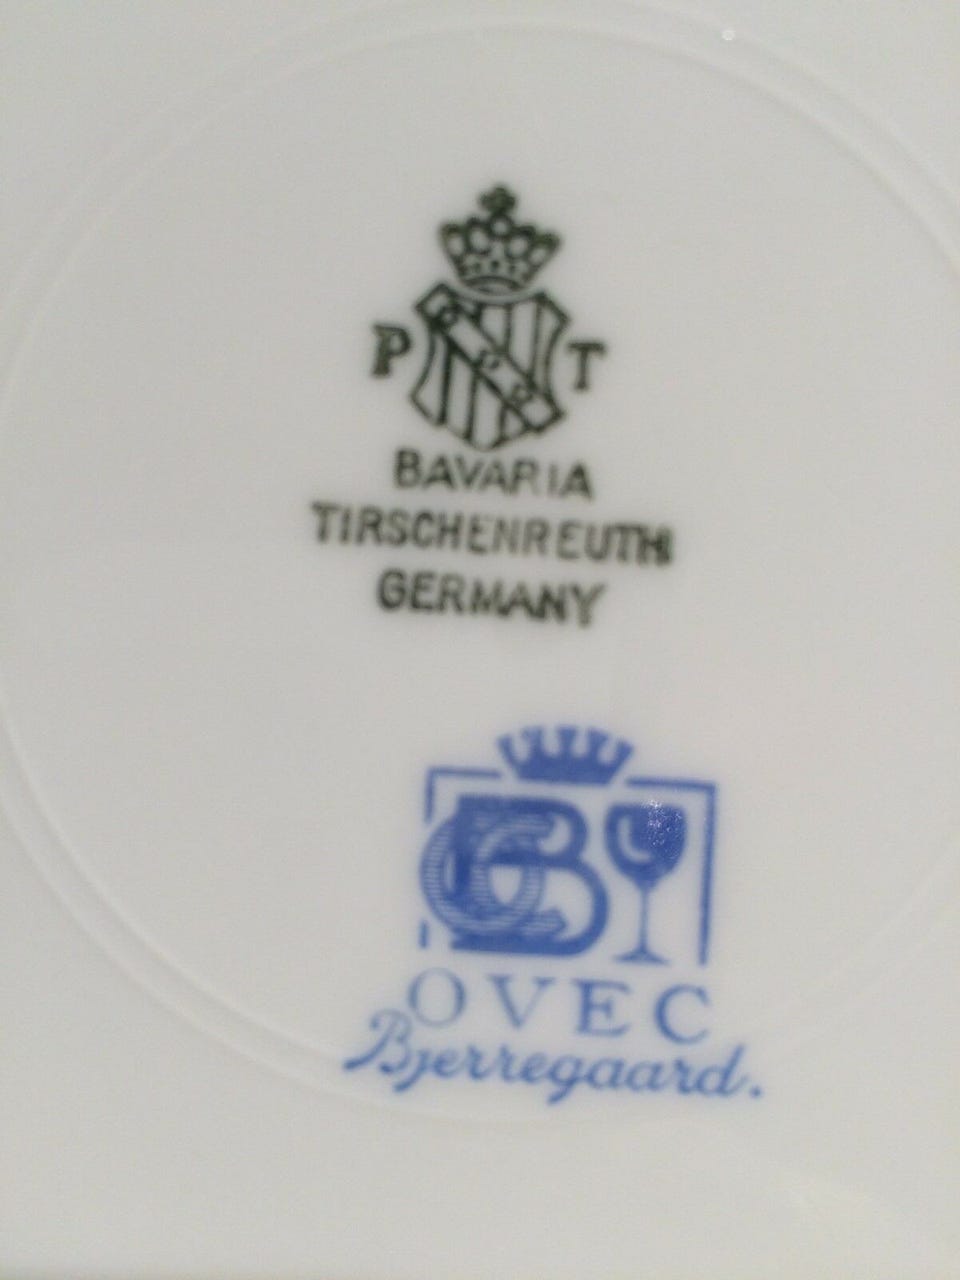 P T
BAVARIA
TIRSCHENREUTH
GERMANY
OVEC
Bjerregaard.